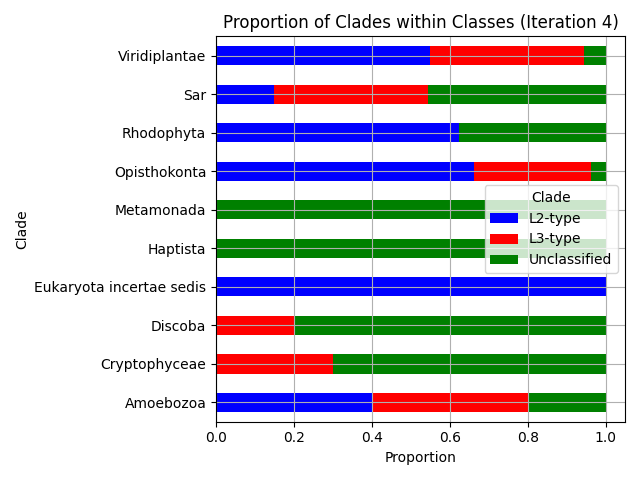 Proportion of Clades within Classes (Iteration 4)
Viridiplantae
Sar
Rhodophyta
Opisthokonta
Metamonada
Haptista
Eukaryota incertae sedis
Discoba
Cryptophyceae
Amoebozoa
Clade
Clade
L2-type
L3-type
Unclassified
0.0 0.2 0.4 0.6 0.8 1.0
Proportion